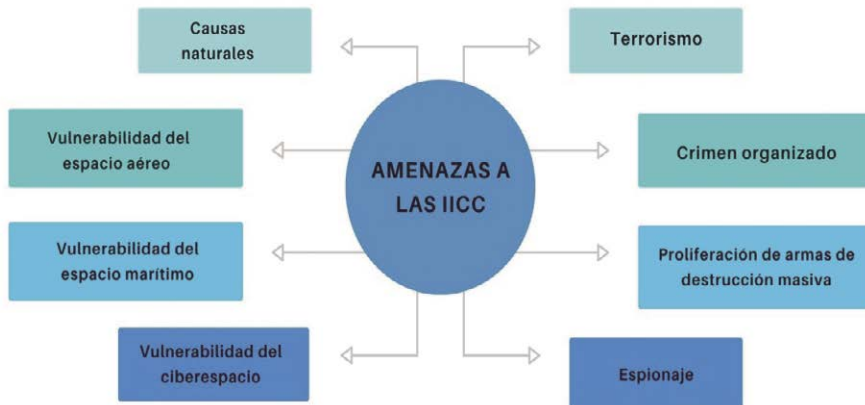 Causas
naturales
Terrorismo
Vulnerabilidad del
espacio aéreo
Crimen organizado
AMENAZAS A
LAS IICC
Vulnerabilidad del
espacio marítimo
Proliferación de armas de
destrucción masiva
Vulnerabilidad del
ciberespacio
Espionaje